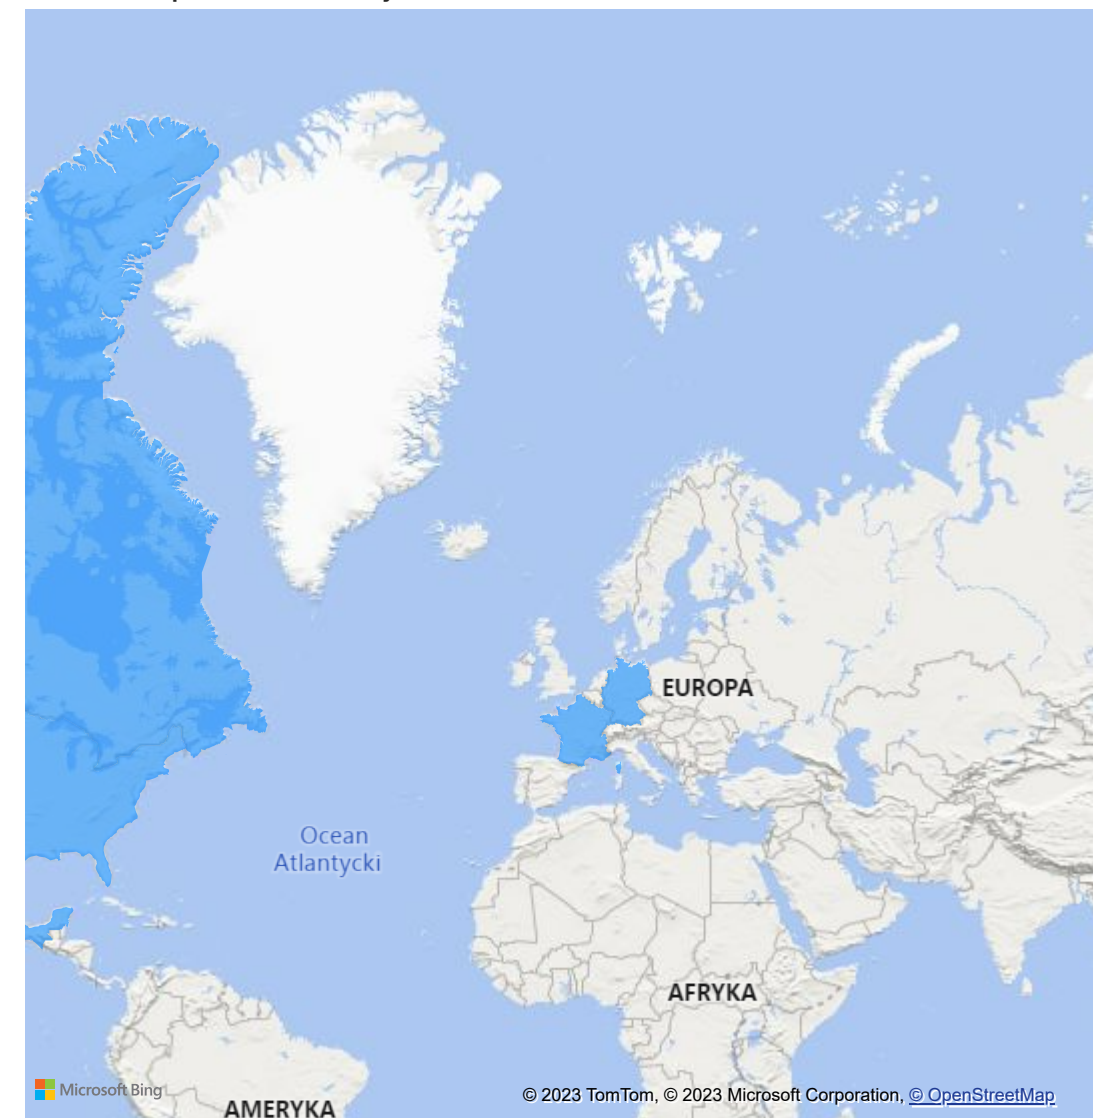 EUROPA
Ocean
Atlantycki
AFRYKA
Microsoft Bing
AMERYKA
© 2023 TomTom, © 2023 Microsoft Corporation, © OpenStreetMap